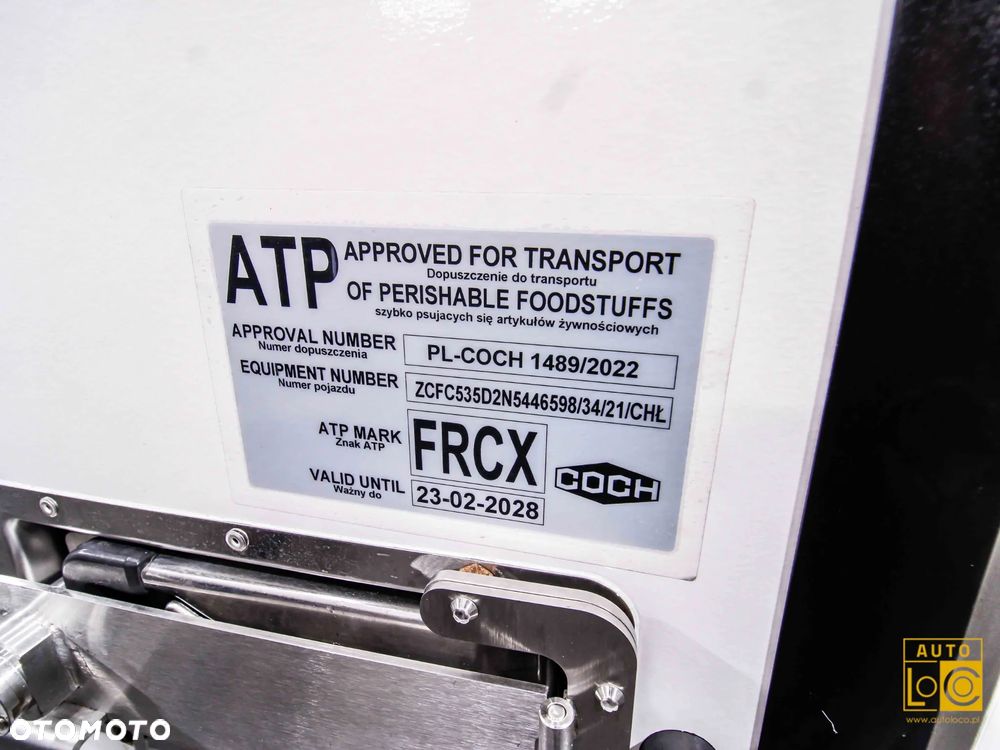 ATP APPROVED FOR TRANSPORT
Dopuszczenie do transportu
OF PERISHABLE FOODSTUFFS
szybko psujacych się artykułów żywnościowych
APPROVAL NUMBER PL-COCH 1489/2022
Numer dopuszczenia
EQUIPMENT NUMBER ZCFC535D2N5446598/34/21/CHŁ
Numer pojazdu
ATP MARK FRCX
Znak ATP
COCH
VALID UNTIL 23-02-2028
Ważny do
AUTO
LOCO
www.autoloco.pl
OTOMOTO